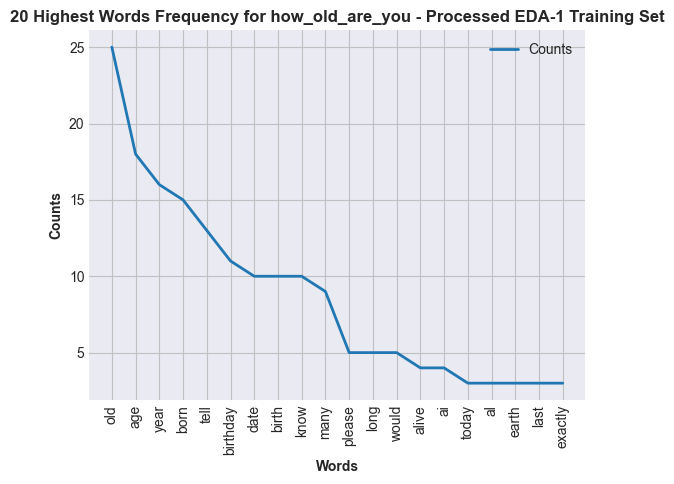 20 Highest Words Frequency for how_old_are_you - Processed EDA-1 Training Set
Counts
25
20
15
10
5
Counts
old
age
year
born
tell
birthday
date
birth
know
many
please
long
would
alive
ai
today
al
earth
last
exactly
Words